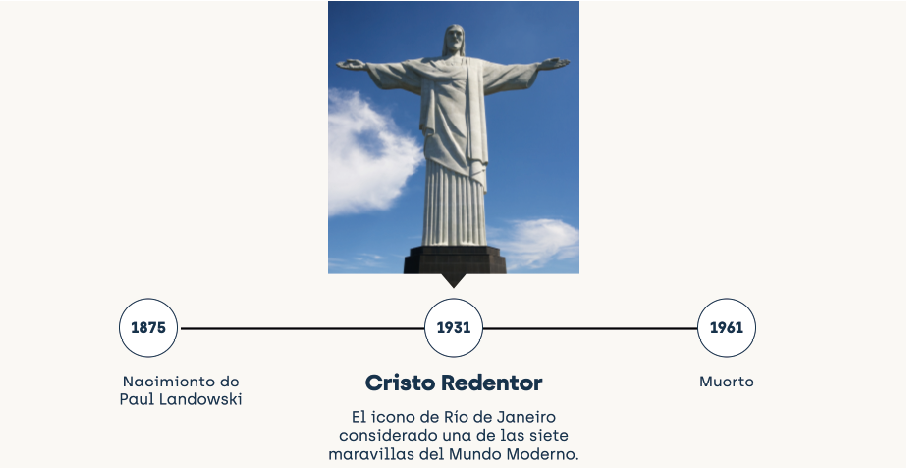 1875
1931
1961
Nacimiento de
Paul Landowski
Cristo Redentor
El icono de Río de Janeiro
considerado una de las siete
maravillas del Mundo Moderno.
Muerte